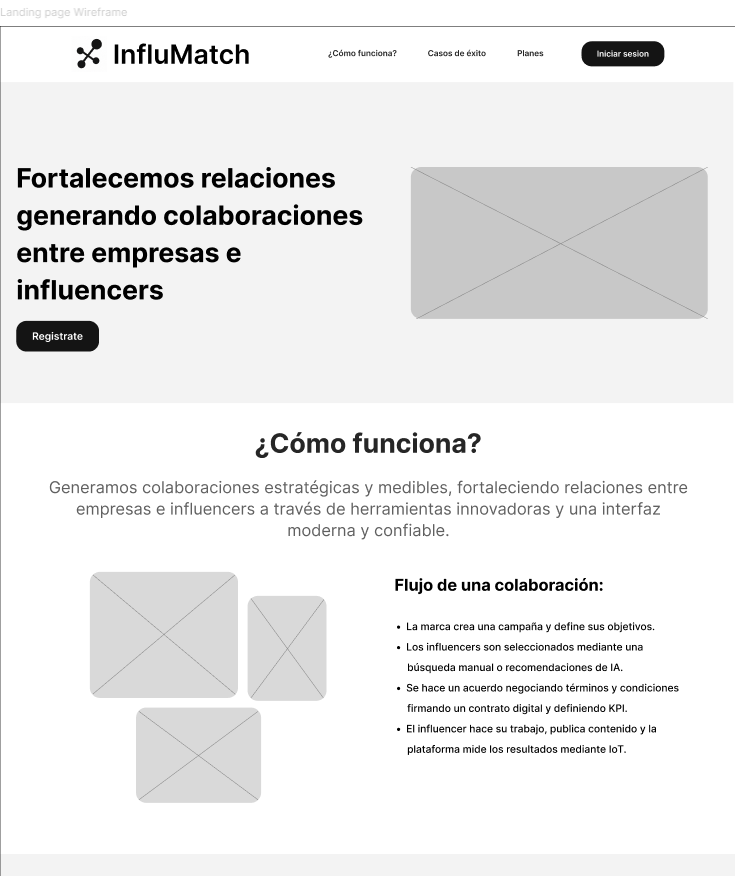 Landing page Wireframe
InfluMatch
¿Cómo funciona?
Casos de éxito
Planes
Iniciar sesion
Fortalecemos relaciones
generando colaboraciones
entre empresas e
influencers
Registrate
¿Cómo funciona?
Generamos colaboraciones estratégicas y medibles, fortaleciendo relaciones entre
empresas e influencers a través de herramientas innovadoras y una interfaz
moderna y confiable.
Flujo de una colaboración:
• La marca crea una campaña y define sus objetivos.
• Los influencers son seleccionados mediante una
búsqueda manual o recomendaciones de IA.
• Se hace un acuerdo negociando términos y condiciones
firmando un contrato digital y definiendo KPI.
• El influencer hace su trabajo, publica contenido y la
plataforma mide los resultados mediante IoT.